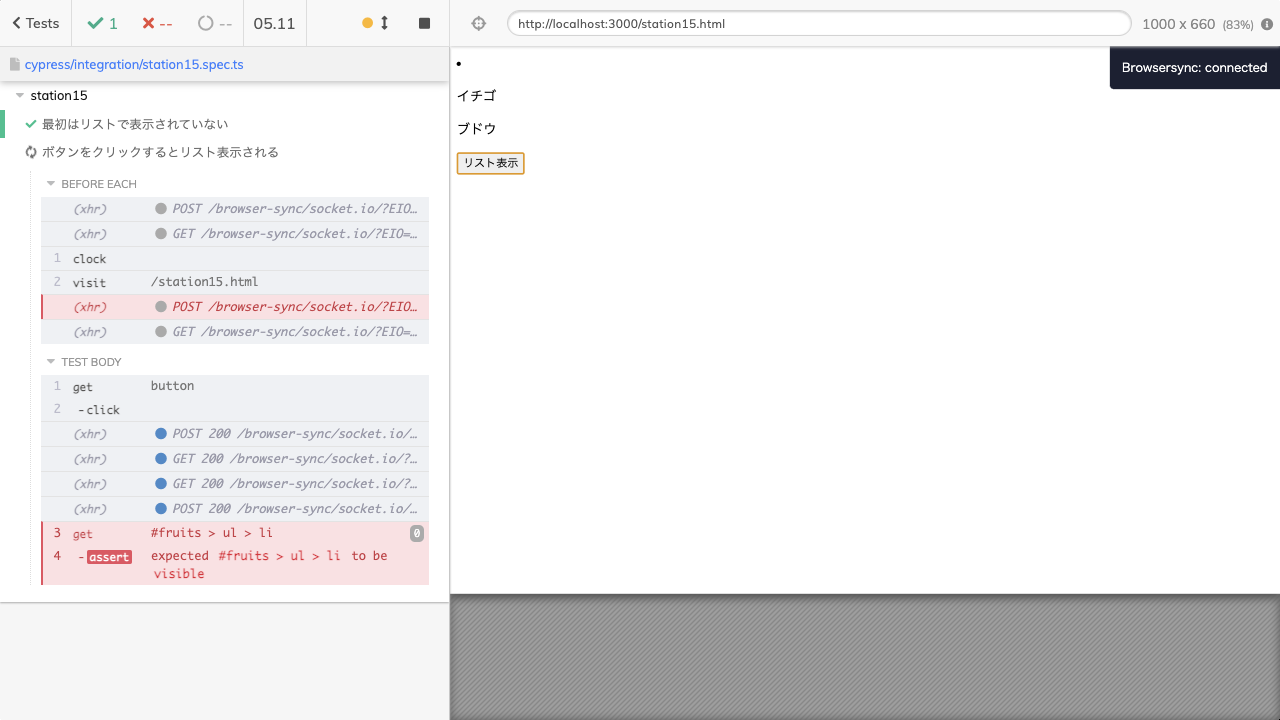 Tests 1 -- -- 05.11
cypress/integration/station15.spec.ts
station15
最初はリストで表示されていない
ボタンをクリックするとリスト表示される
BEFORE EACH
(xhr) POST /browser-sync/socket.io/?EIO…
(xhr) GET /browser-sync/socket.io/?EIO=…
1 clock
2 visit /station15.html
(xhr) POST /browser-sync/socket.io/?EIO…
(xhr) GET /browser-sync/socket.io/?EIO=…
TEST BODY
1 get button
2 -click
(xhr) POST 200 /browser-sync/socket.io/…
(xhr) GET 200 /browser-sync/socket.io/?…
(xhr) GET 200 /browser-sync/socket.io/?…
(xhr) POST 200 /browser-sync/socket.io/…
3 get #fruits > ul > li 0
4 -assert expected #fruits > ul > li to be
visible
http://localhost:3000/station15.html 1000 x 660 (83%)
Browsersync: connected
•
イチゴ
ブドウ
リスト表示